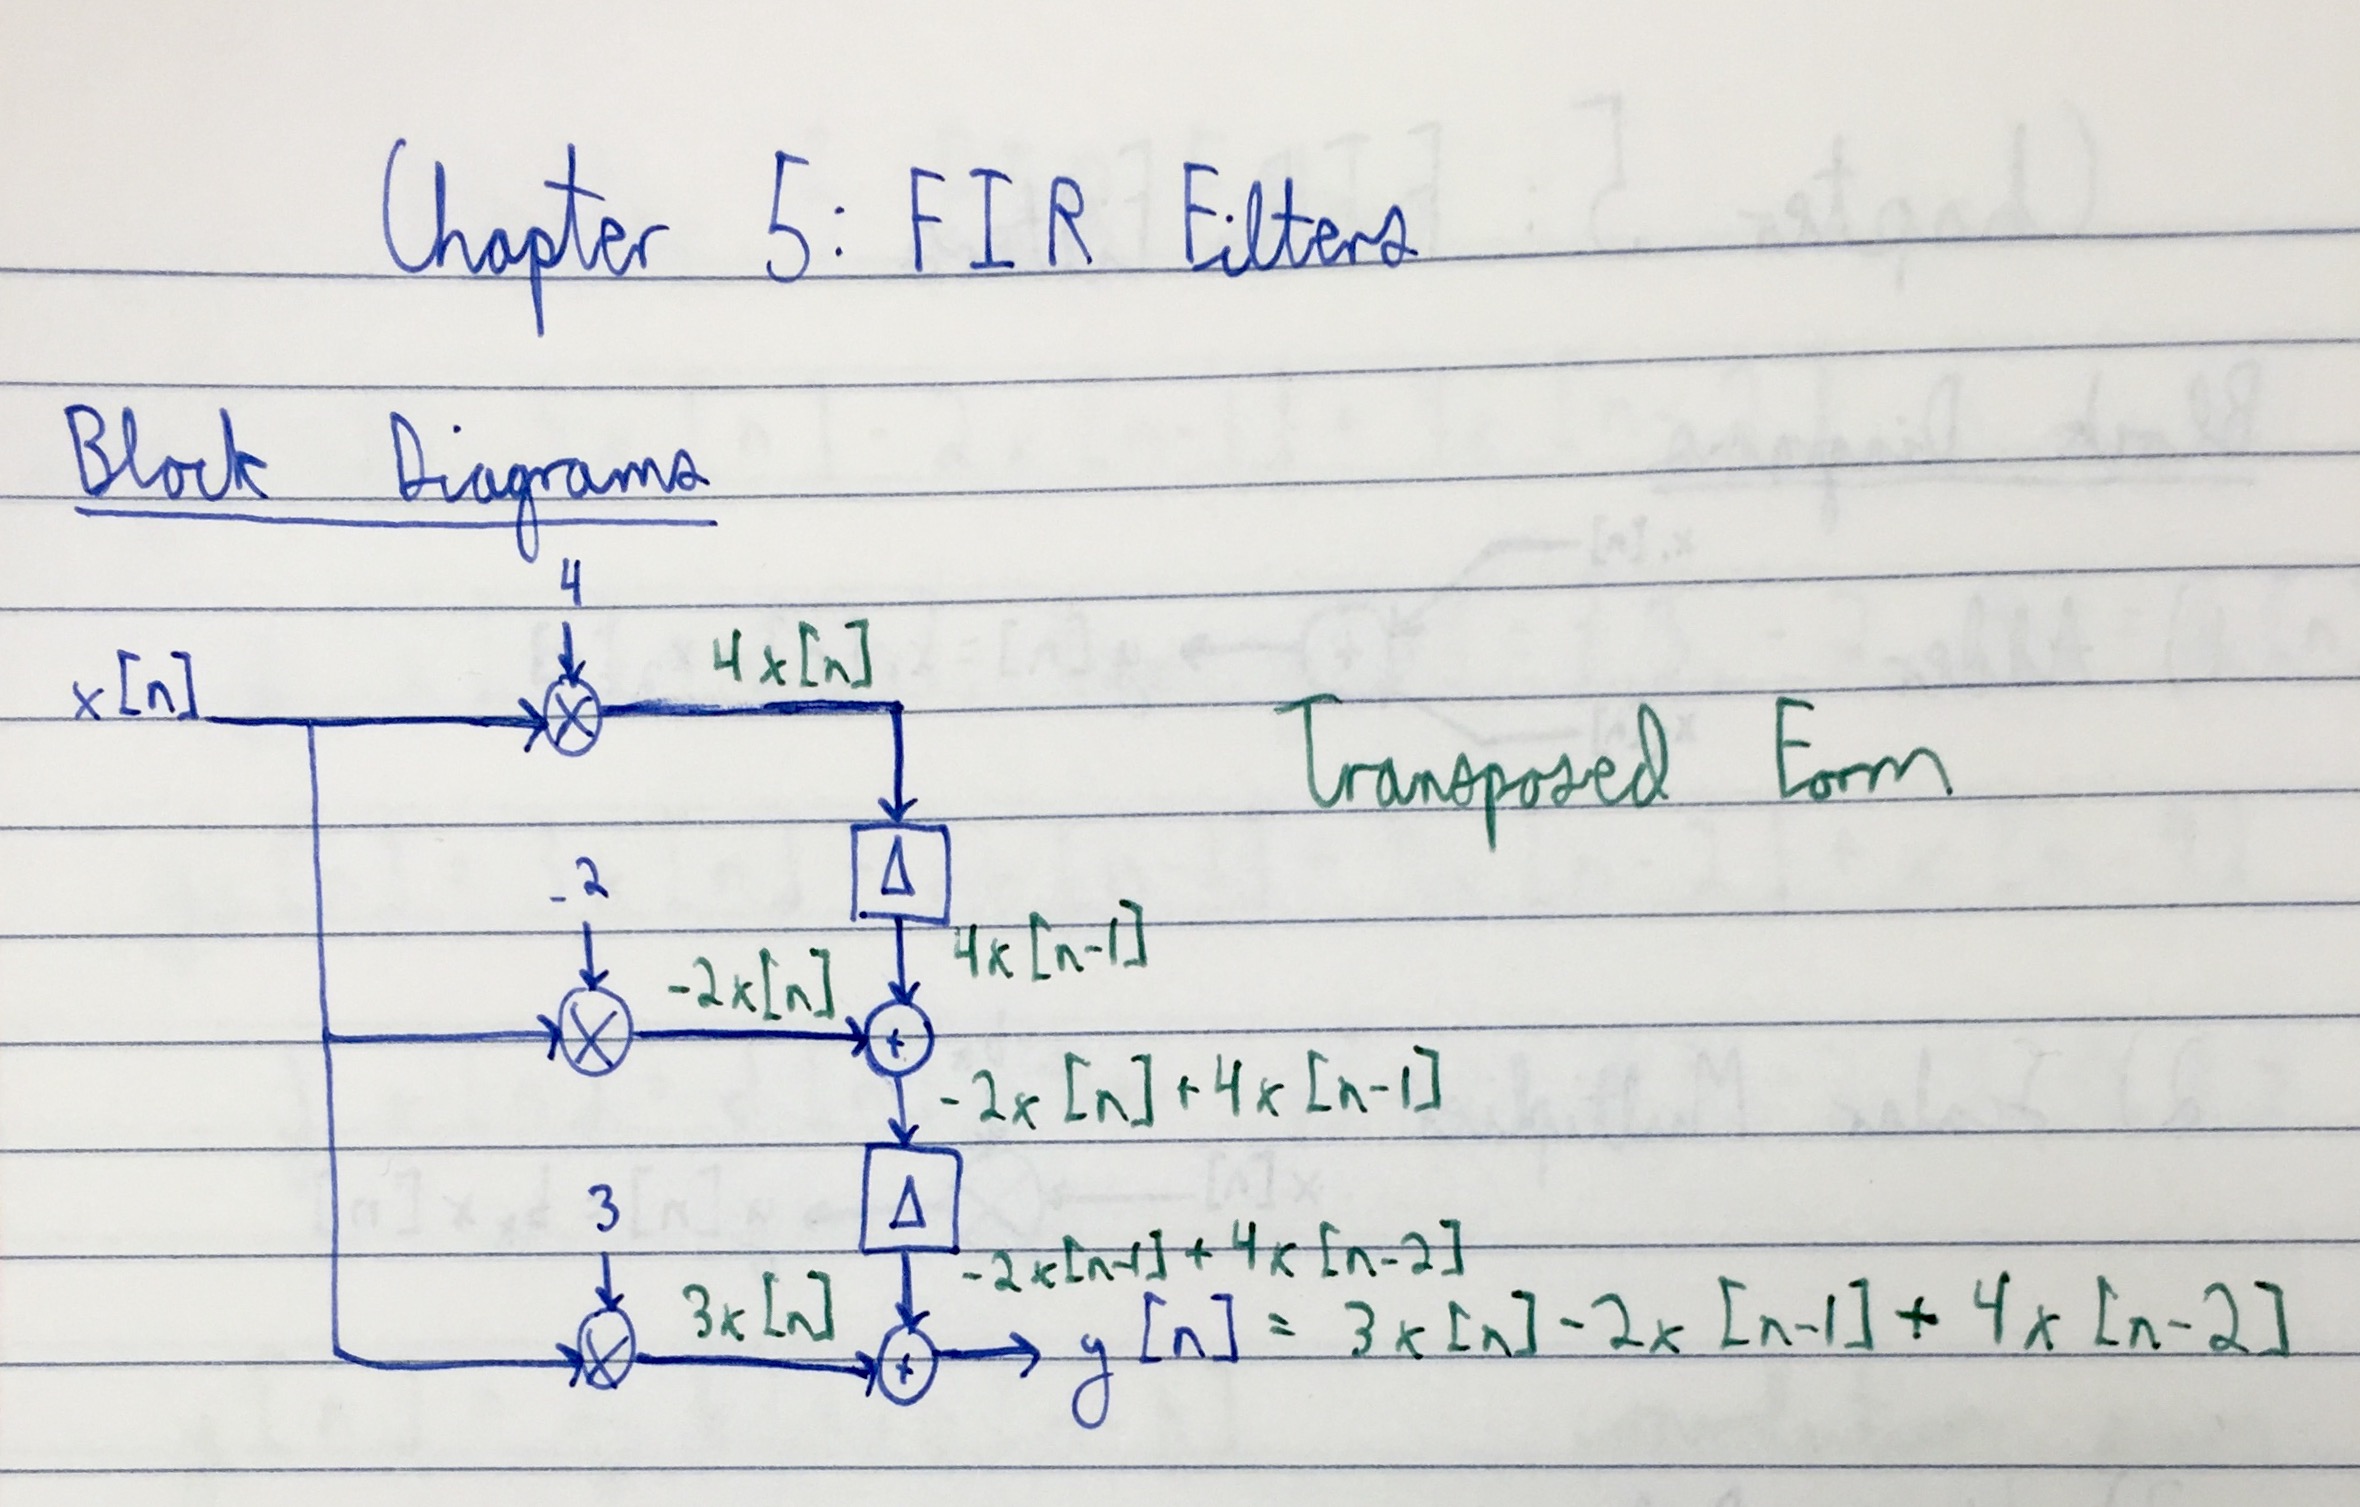 Chapter 5: FIR Filters
Block Diagrams
4
x[n]
4x[n]
Transposed Form
Δ
-2
4x[n-1]
-2x[n]
+
-2x[n]+4x[n-1]
Δ
3
-2x[n-1]+4x[n-2]
3x[n]
+
y[n] = 3x[n]-2x[n-1]+4x[n-2]